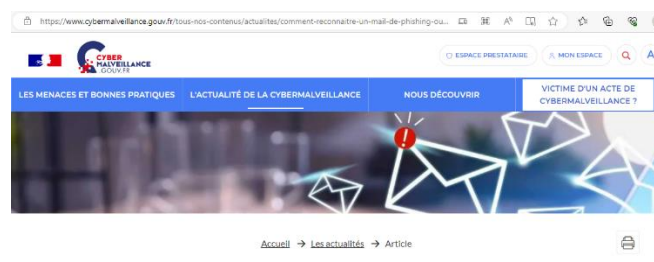 https://www.cybermalveillance.gouv.fr/tous-nos-contenus/actualites/comment-reconnaitre-un-mail-de-phishing-ou...
CYBER
MALVEILLANCE
.GOUV.FR
ESPACE PRESTATAIRE
MON ESPACE
A
LES MENACES ET BONNES PRATIQUES
L'ACTUALITÉ DE LA CYBERMALVEILLANCE
NOUS DÉCOUVRIR
VICTIME D'UN ACTE DE
CYBERMALVEILLANCE ?
Accueil → Les actualités → Article